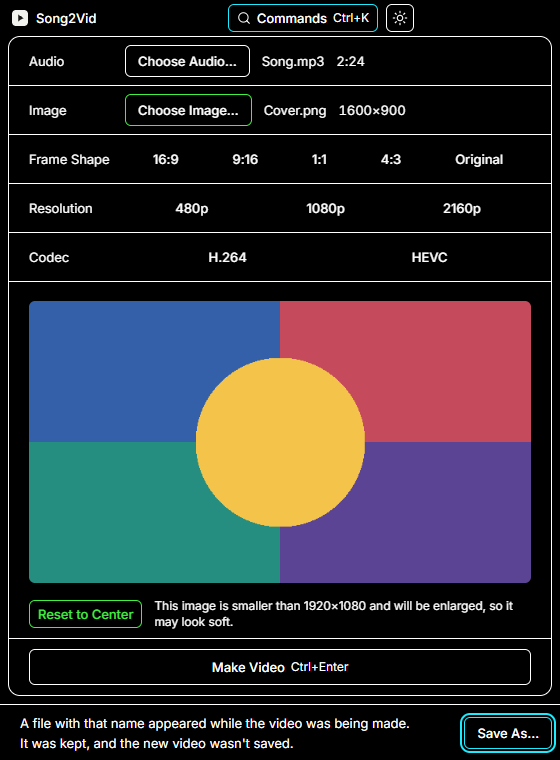 Song2Vid Commands Ctrl+K
Audio Choose Audio... Song.mp3 2:24
Image Choose Image... Cover.png 1600×900
Frame Shape 16:9 9:16 1:1 4:3 Original
Resolution 480p 1080p 2160p
Codec H.264 HEVC
Reset to Center
This image is smaller than 1920×1080 and will be enlarged, so it
may look soft.
Make Video Ctrl+Enter
A file with that name appeared while the video was being made.
It was kept, and the new video wasn't saved.
Save As...